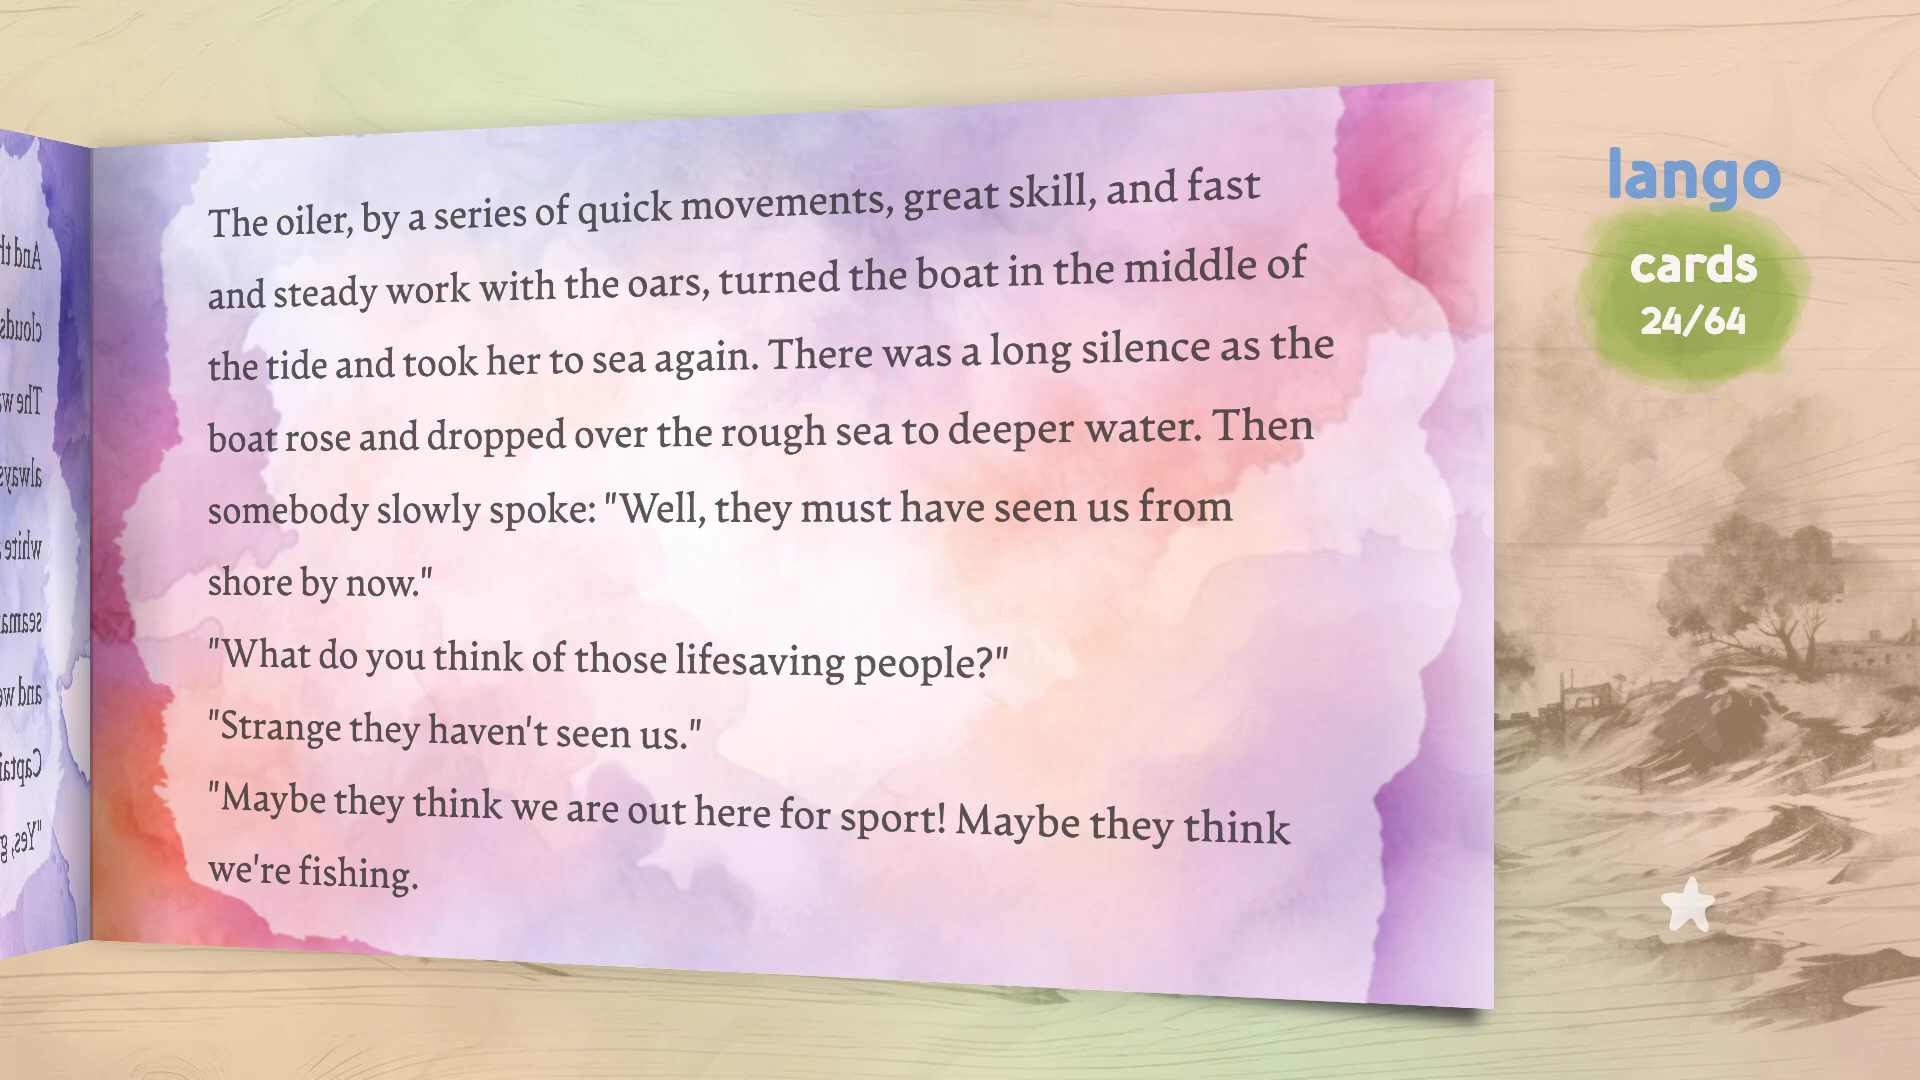 The oiler, by a series of quick movements, great skill, and fast
and steady work with the oars, turned the boat in the middle of
the tide and took her to sea again. There was a long silence as the
boat rose and dropped over the rough sea to deeper water. Then
somebody slowly spoke: "Well, they must have seen us from
shore by now."
"What do you think of those lifesaving people?"
"Strange they haven't seen us."
"Maybe they think we are out here for sport! Maybe they think
we're fishing.
lango
cards
24/64